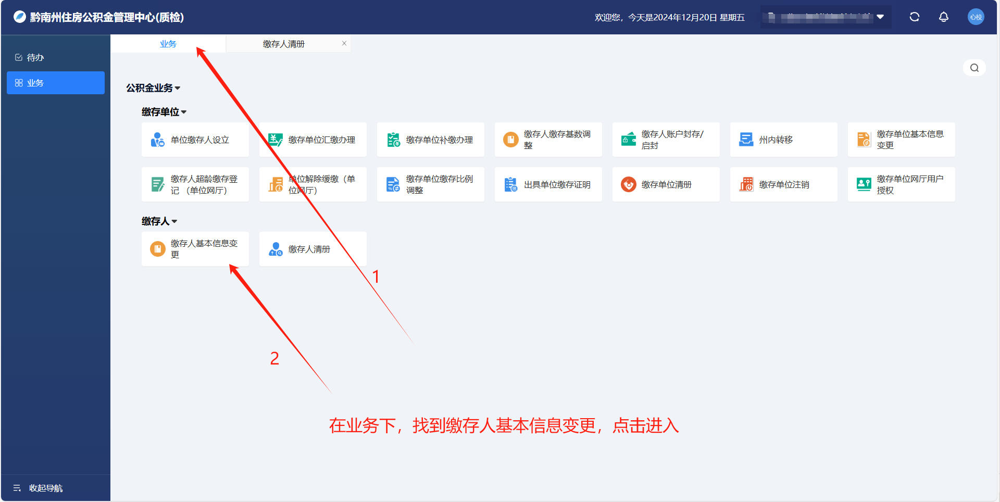 黔南州住房公积金管理中心(质检)
欢迎您，今天是2024年12月20日 星期五
心校
待办
业务
业务
缴存人清册
公积金业务
缴存单位
单位缴存人设立
缴存单位汇缴办理
缴存单位补缴办理
缴存人缴存基数调
整
缴存人账户封存/
启封
州内转移
缴存单位基本信息
变更
缴存人超龄缴存登
记 （单位网厅）
单位解除缓缴（单
位网厅）
缴存单位缴存比例
调整
出具单位缴存证明
缴存单位清册
缴存单位注销
缴存单位网厅用户
授权
缴存人
缴存人基本信息变
更
缴存人清册
1
2
在业务下，找到缴存人基本信息变更，点击进入
收起导航